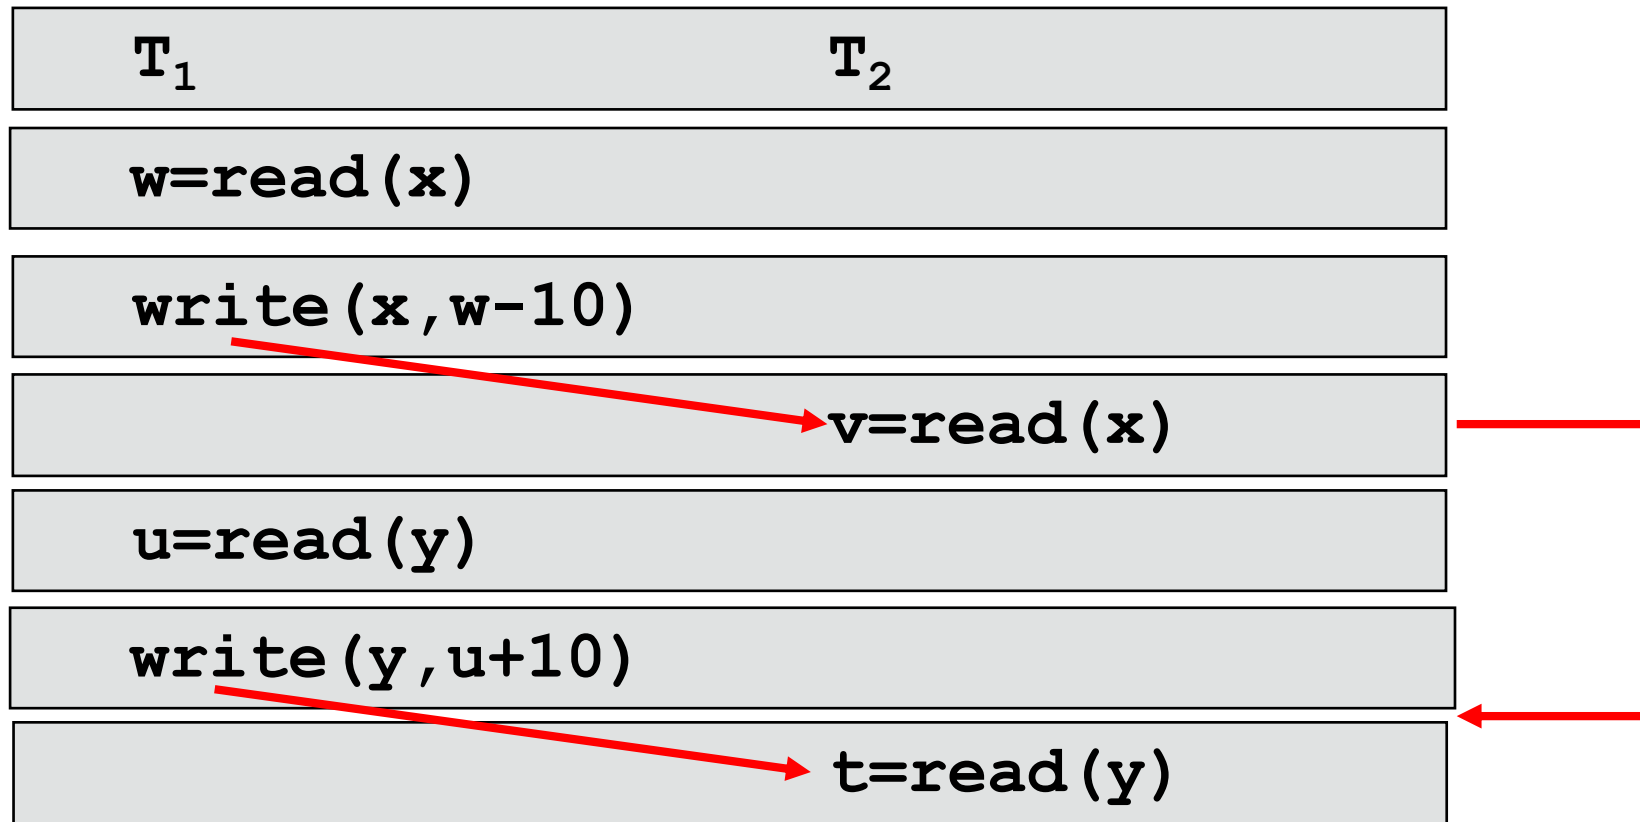 T₁ T₂
w=read(x)
write(x,w-10)
v=read(x)
u=read(y)
write(y,u+10)
t=read(y)